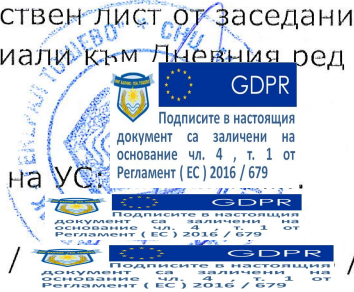 ствен лист от заседани
иали към Дневния ред
GDPR
Подписите в настоящия
документ са заличени на
основание чл. 4 , т. 1 от
Регламент ( ЕС ) 2016 / 679
на УС:
GDPR
Подписите в настоящия
документ са заличени на
основание чл. 4 , т. 1 от
Регламент ( ЕС ) 2016 / 679
/ /
GDPR
Подписите в настоящия
документ са заличени на
основание чл. 4 , т. 1 от
Регламент ( ЕС ) 2016 / 679